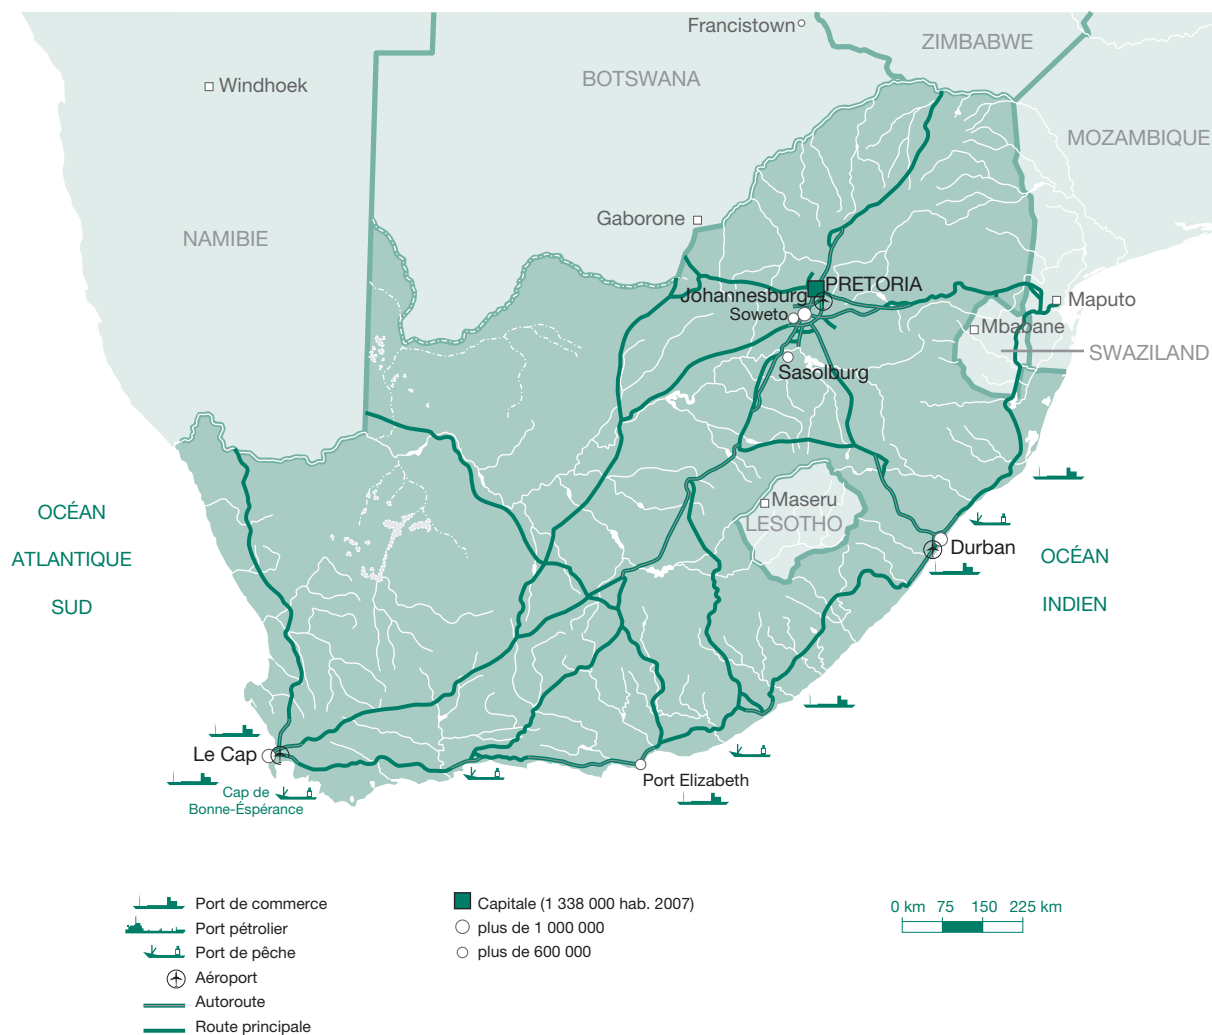 Francistown
ZIMBABWE
BOTSWANA
Windhoek
MOZAMBIQUE
Gaborone
NAMIBIE
PRETORIA
Johannesburg
Maputo
Soweto
Mbabane
SWAZILAND
Sasolburg
Maseru
LESOTHO
OCÉAN
ATLANTIQUE
SUD
Durban
OCÉAN
INDIEN
Le Cap
Port Elizabeth
Cap de
Bonne-Éspérance
Port de commerce
Port pétrolier
Port de pêche
Aéroport
Autoroute
Route principale
Capitale (1 338 000 hab. 2007)
plus de 1 000 000
plus de 600 000
0 km 75 150 225 km